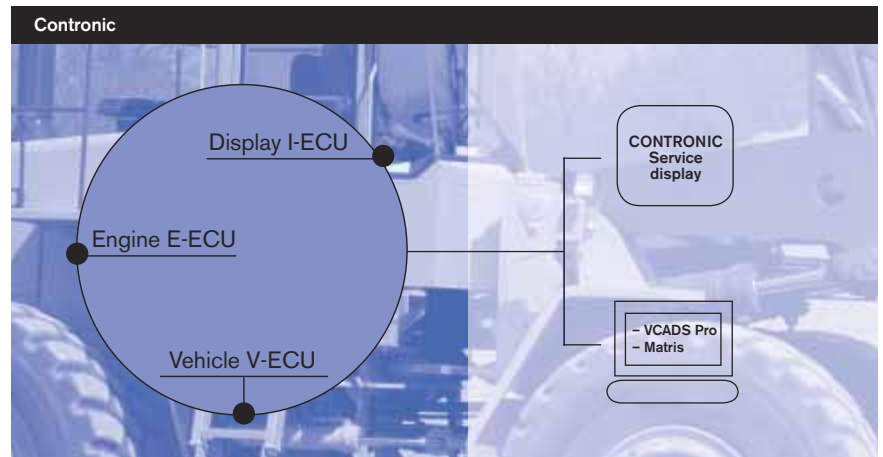 Contronic
Display I-ECU
Engine E-ECU
Vehicle V-ECU
CONTRONIC
Service
display
– VCADS Pro
– Matris